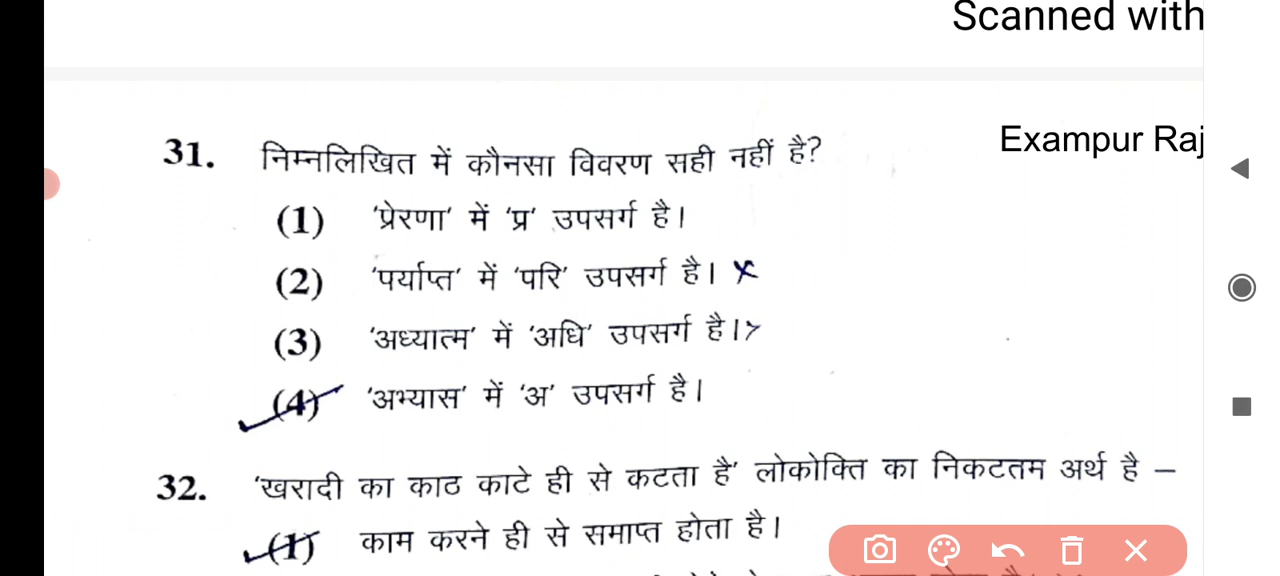 Scanned with
Exampur Raj
31. निम्नलिखित में कौनसा विवरण सही नहीं है?
(1) 'प्रेरणा' में 'प्र' उपसर्ग है।
(2) 'पर्याप्त' में 'परि' उपसर्ग है।
(3) 'अध्यात्म' में 'अधि' उपसर्ग है।
(4) 'अभ्यास' में 'अ' उपसर्ग है।
32. 'खरादी का काठ काटे ही से कटता है' लोकोक्ति का निकटतम अर्थ है –
(1) काम करने ही से समाप्त होता है।